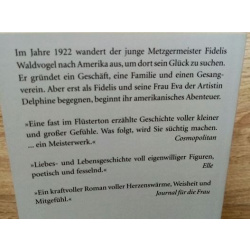 Im Jahre 1922 wandert der junge Metzgermeister Fidelis
Waldvogel nach Amerika aus, um dort sein Glück zu suchen.
Er gründet ein Geschäft, eine Familie und einen Gesang-
verein. Aber erst als Fidelis und seine Frau Eva der Artistin
Delphine begegnen, beginnt ihr amerikanisches Abenteuer.
»Eine fast im Flüsterton erzählte Geschichte voller kleiner
und großer Gefühle. Was folgt, wird Sie süchtig machen.
... ein Meisterwerk.«
Cosmopolitan
»Liebes- und Lebensgeschichte voll eigenwilliger Figuren,
poetisch und fesselnd.«
Elle
»Ein kraftvoller Roman voller Herzenswärme, Weisheit und
Mitgefühl.«
Journal für die Frau